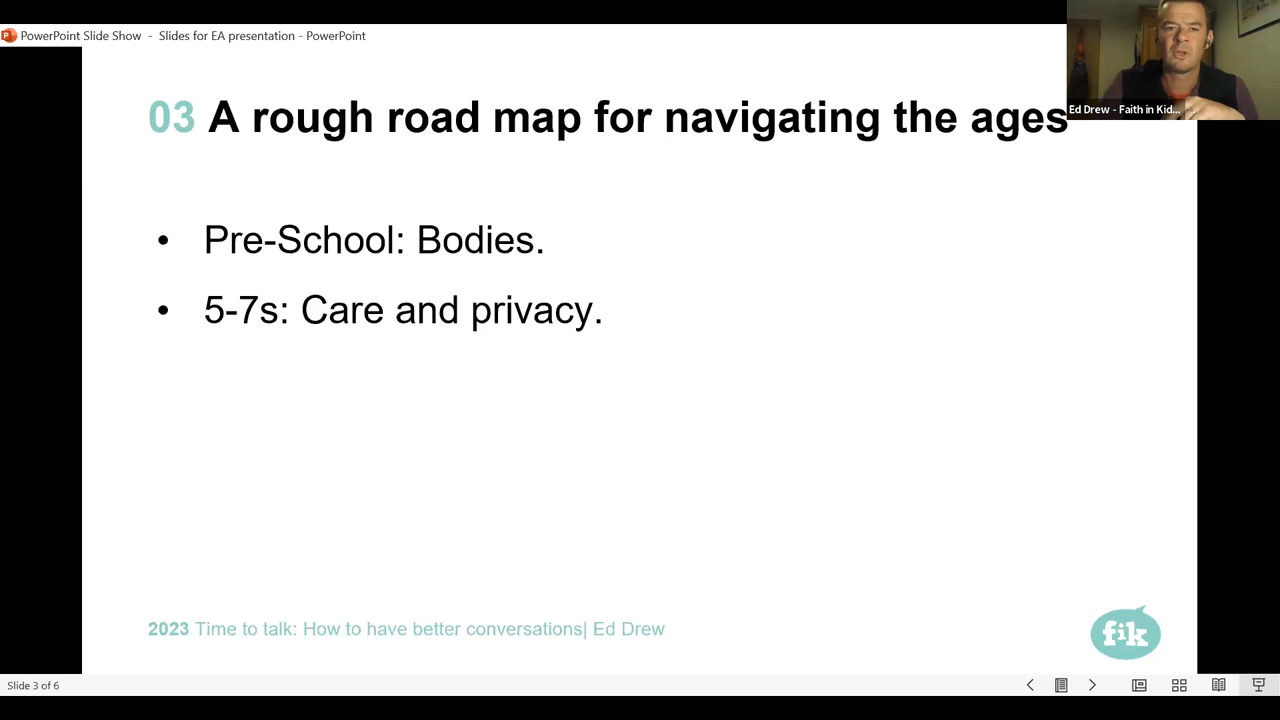 PowerPoint Slide Show - Slides for EA presentation - PowerPoint
Ed Drew - Faith in Kid...
03 A rough road map for navigating the ages
• Pre-School: Bodies.
• 5-7s: Care and privacy.
2023 Time to talk: How to have better conversations| Ed Drew
fik
Slide 3 of 6